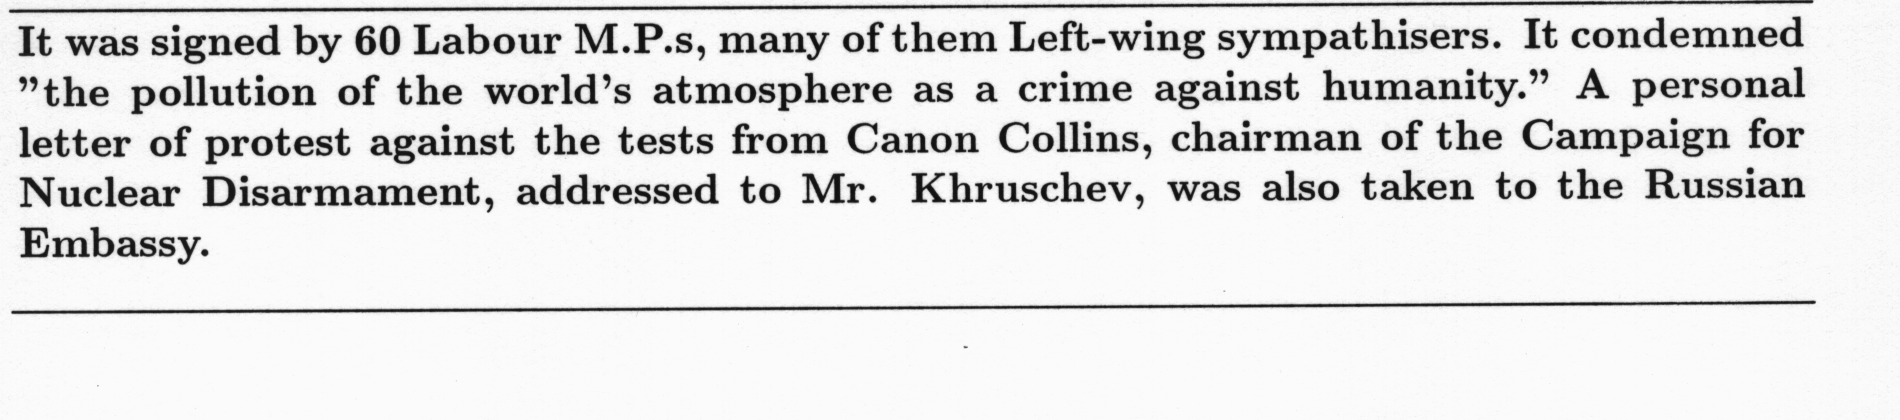 It was signed by 60 Labour M.P.s, many of them Left-wing sympathisers. It condemned
”the pollution of the world’s atmosphere as a crime against humanity.” A personal
letter of protest against the tests from Canon Collins, chairman of the Campaign for
Nuclear Disarmament, addressed to Mr. Khruschev, was also taken to the Russian
Embassy.